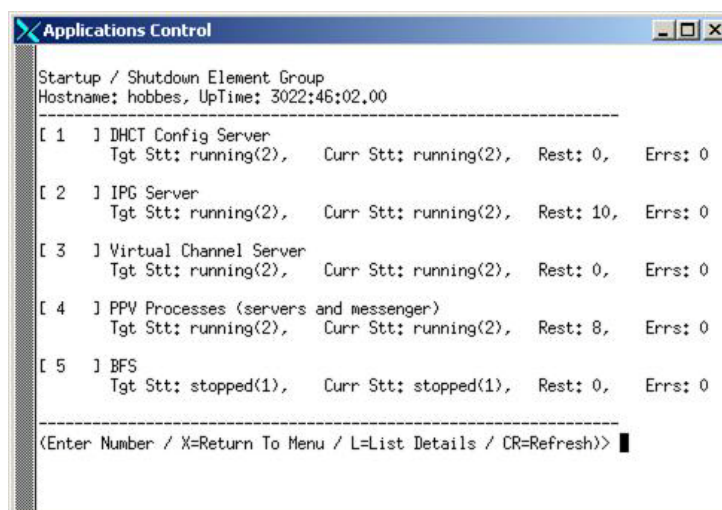 Applications Control
Startup / Shutdown Element Group
Hostname: hobbes, UpTime: 3022:46:02.00
--------------------------------------------------------------------
[ 1   ] DHCT Config Server
Tgt Stt: running(2),   Curr Stt: running(2),   Rest: 0,   Errs: 0
[ 2   ] IPG Server
Tgt Stt: running(2),   Curr Stt: running(2),   Rest: 10,   Errs: 0
[ 3   ] Virtual Channel Server
Tgt Stt: running(2),   Curr Stt: running(2),   Rest: 0,   Errs: 0
[ 4   ] PPV Processes (servers and messenger)
Tgt Stt: running(2),   Curr Stt: running(2),   Rest: 8,   Errs: 0
[ 5   ] BFS
Tgt Stt: stopped(1),   Curr Stt: stopped(1),   Rest: 0,   Errs: 0
--------------------------------------------------------------------
(Enter Number / X=Return To Menu / L=List Details / CR=Refresh)>